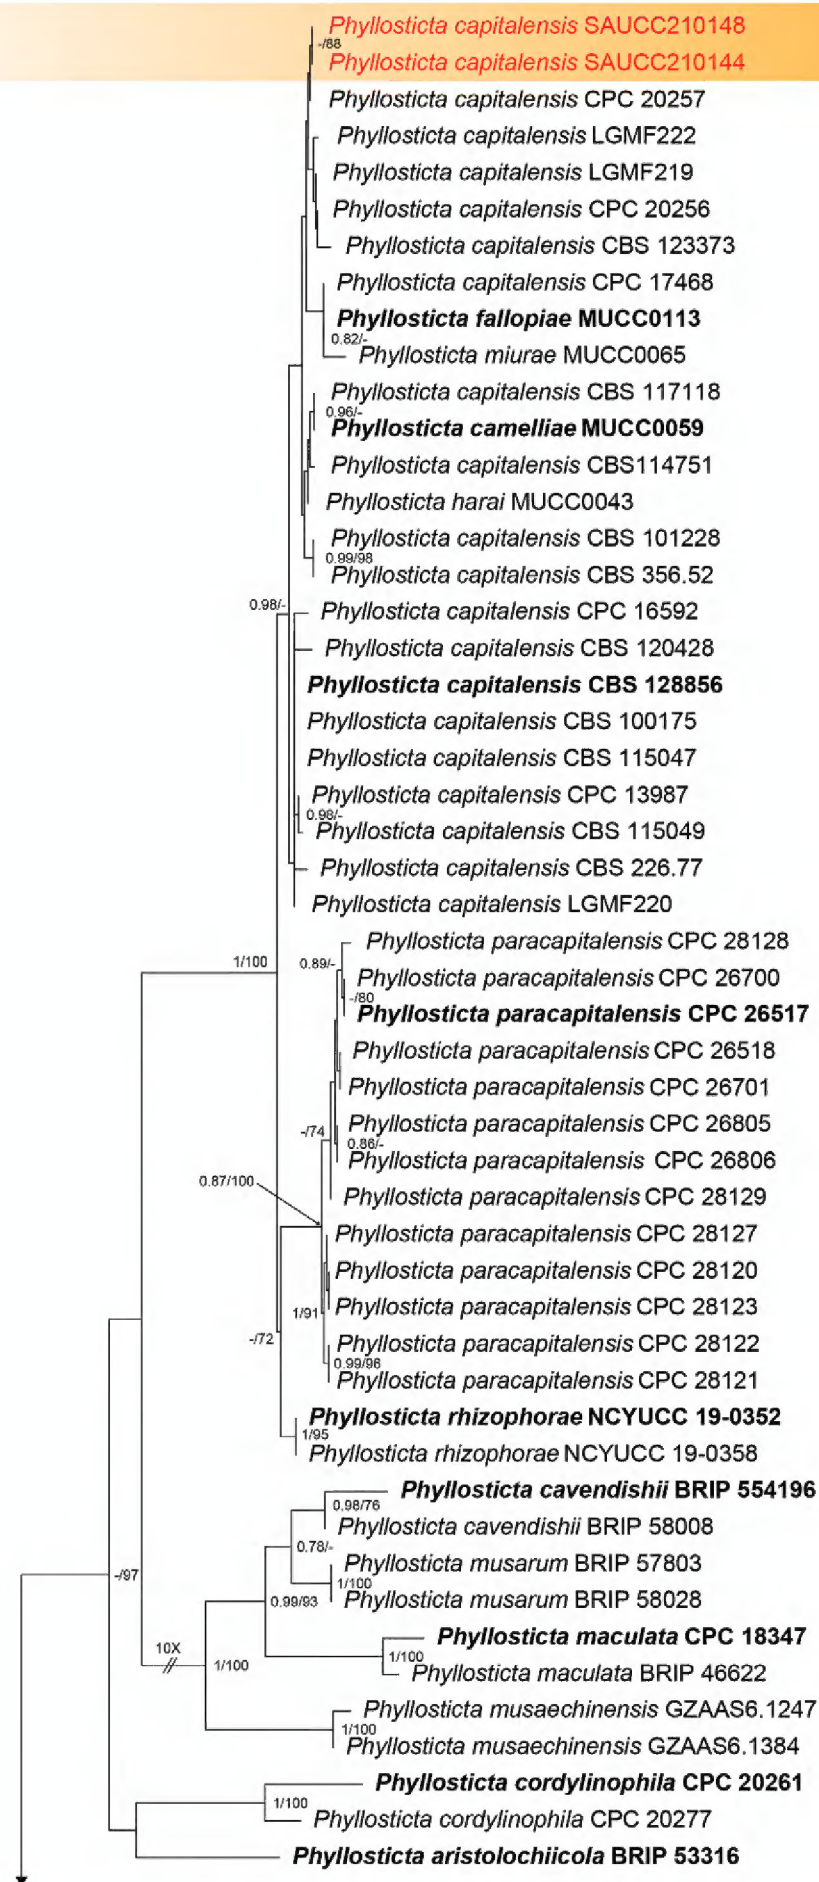 Phyllosticta capitalensis SAUCC210148
-/88
Phyllosticta capitalensis SAUCC210144
Phyllosticta capitalensis CPC 20257
Phyllosticta capitalensis LGMF222
Phyllosticta capitalensis LGMF219
Phyllosticta capitalensis CPC 20256
Phyllosticta capitalensis CBS 123373
Phyllosticta capitalensis CPC 17468
Phyllosticta fallopiae MUCC0113
0.82/-
Phyllosticta miurae MUCC0065
Phyllosticta capitalensis CBS 117118
0.96/-
Phyllosticta camelliae MUCC0059
Phyllosticta capitalensis CBS114751
Phyllosticta harai MUCC0043
Phyllosticta capitalensis CBS 101228
0.99/98
Phyllosticta capitalensis CBS 356.52
0.98/-
Phyllosticta capitalensis CPC 16592
Phyllosticta capitalensis CBS 120428
Phyllosticta capitalensis CBS 128856
Phyllosticta capitalensis CBS 100175
Phyllosticta capitalensis CBS 115047
Phyllosticta capitalensis CPC 13987
0.98/-
Phyllosticta capitalensis CBS 115049
Phyllosticta capitalensis CBS 226.77
Phyllosticta capitalensis LGMF220
Phyllosticta paracapitalensis CPC 28128
1/100
0.89/-
Phyllosticta paracapitalensis CPC 26700
-/80
Phyllosticta paracapitalensis CPC 26517
Phyllosticta paracapitalensis CPC 26518
Phyllosticta paracapitalensis CPC 26701
Phyllosticta paracapitalensis CPC 26805
-/74
0.86/-
Phyllosticta paracapitalensis CPC 26806
0.87/100
Phyllosticta paracapitalensis CPC 28129
Phyllosticta paracapitalensis CPC 28127
Phyllosticta paracapitalensis CPC 28120
Phyllosticta paracapitalensis CPC 28123
1/91
-/72
Phyllosticta paracapitalensis CPC 28122
0.99/96
Phyllosticta paracapitalensis CPC 28121
Phyllosticta rhizophorae NCYUCC 19-0352
1/95
Phyllosticta rhizophorae NCYUCC 19-0358
Phyllosticta cavendishii BRIP 554196
0.98/76
Phyllosticta cavendishii BRIP 58008
0.78/-
Phyllosticta musarum BRIP 57803
-/97
1/100
Phyllosticta musarum BRIP 58028
0.99/93
Phyllosticta maculata CPC 18347
10X
1/100
1/100
Phyllosticta maculata BRIP 46622
Phyllosticta musaechinensis GZAAS6.1247
1/100
Phyllosticta musaechinensis GZAAS6.1384
Phyllosticta cordylinophila CPC 20261
1/100
Phyllosticta cordylinophila CPC 20277
Phyllosticta aristolochiicola BRIP 53316